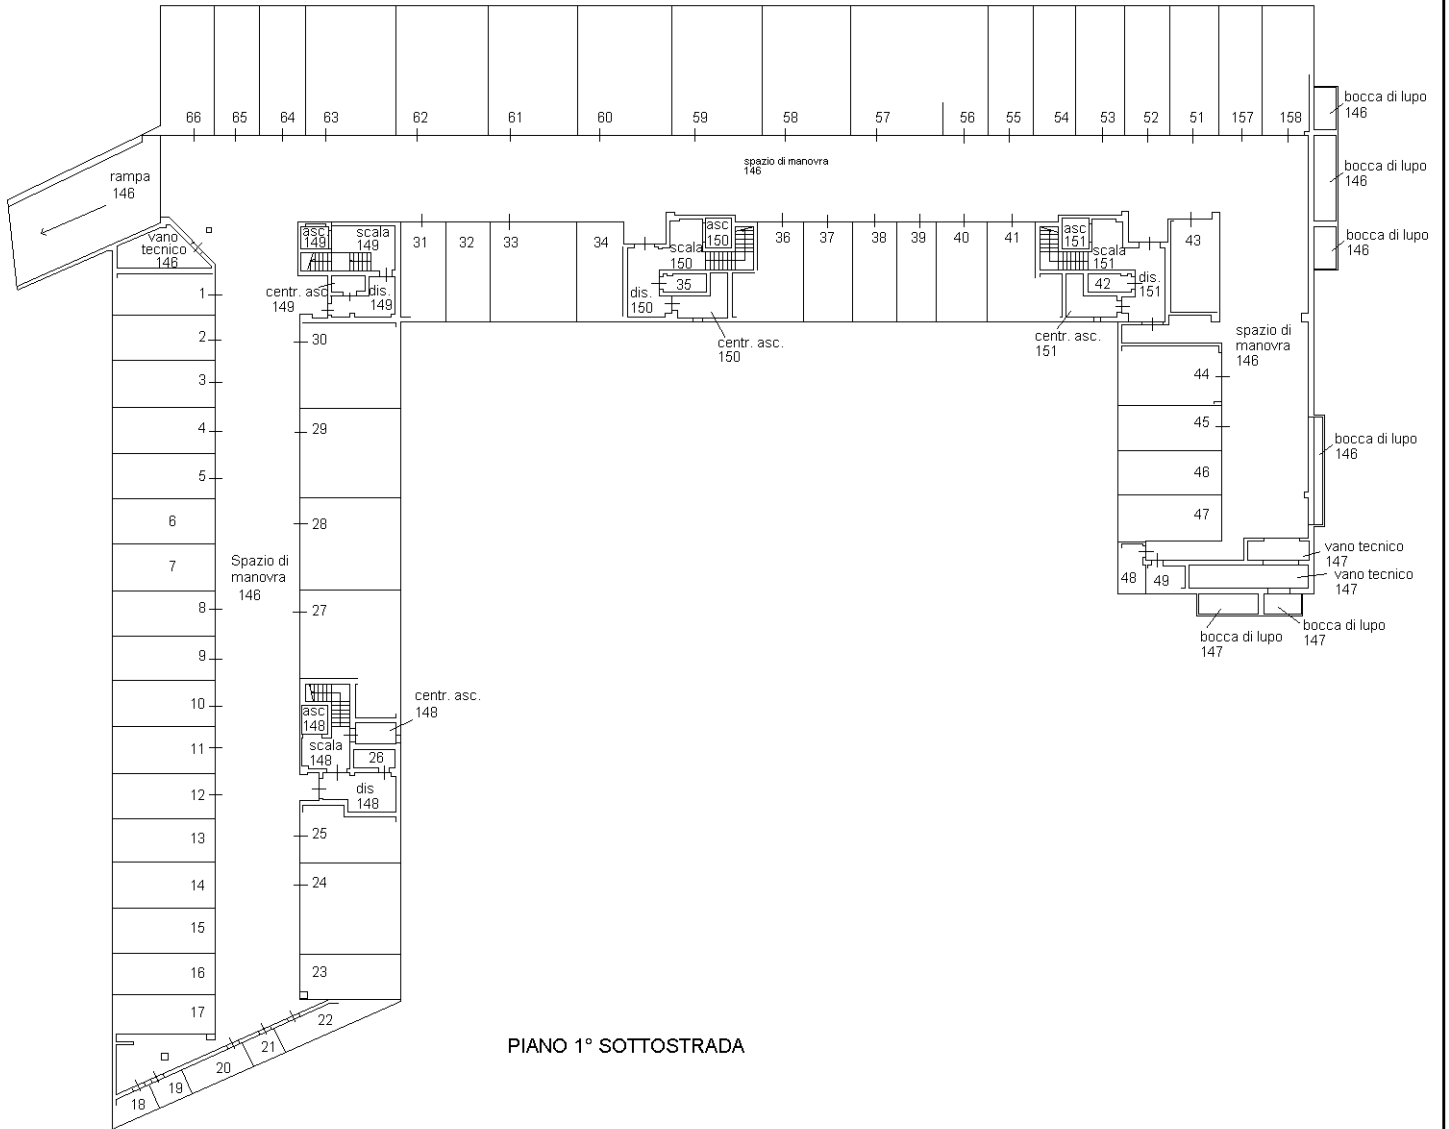 66 65 64 63 62 61 60 59 58 57 56 55 54 53 52 51 157 158
bocca di lupo
146
spazio di manovra
146
bocca di lupo
146
rampa
146
bocca di lupo
146
vano
tecnico
146
asc
149
scala
149
31 32 33 34
asc
150
scala
150
36 37 38 39 40 41
asc
151
scala
151
43
centr. asc
149
dis.
149
dis.
150
35
42
dis.
151
centr. asc.
150
centr. asc.
151
spazio di
manovra
146
1
2
3
4
5
6
7
8
9
10
11
12
13
14
15
16
17
Spazio di
manovra
146
30
29
28
27
44
45
46
47
48
49
bocca di lupo
146
vano tecnico
147
vano tecnico
147
bocca di lupo
147
bocca di lupo
147
centr. asc.
148
asc
148
scala
148
26
dis
148
25
24
23
22
21
20
19
18
PIANO 1° SOTTOSTRADA